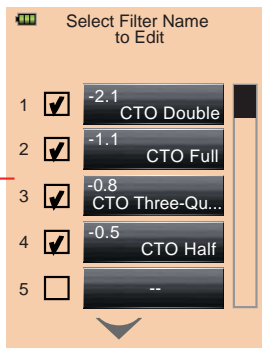 Select Filter Name
to Edit
1 -2.1
CTO Double
2 -1.1
CTO Full
3 -0.8
CTO Three-Qu...
4 -0.5
CTO Half
5 --